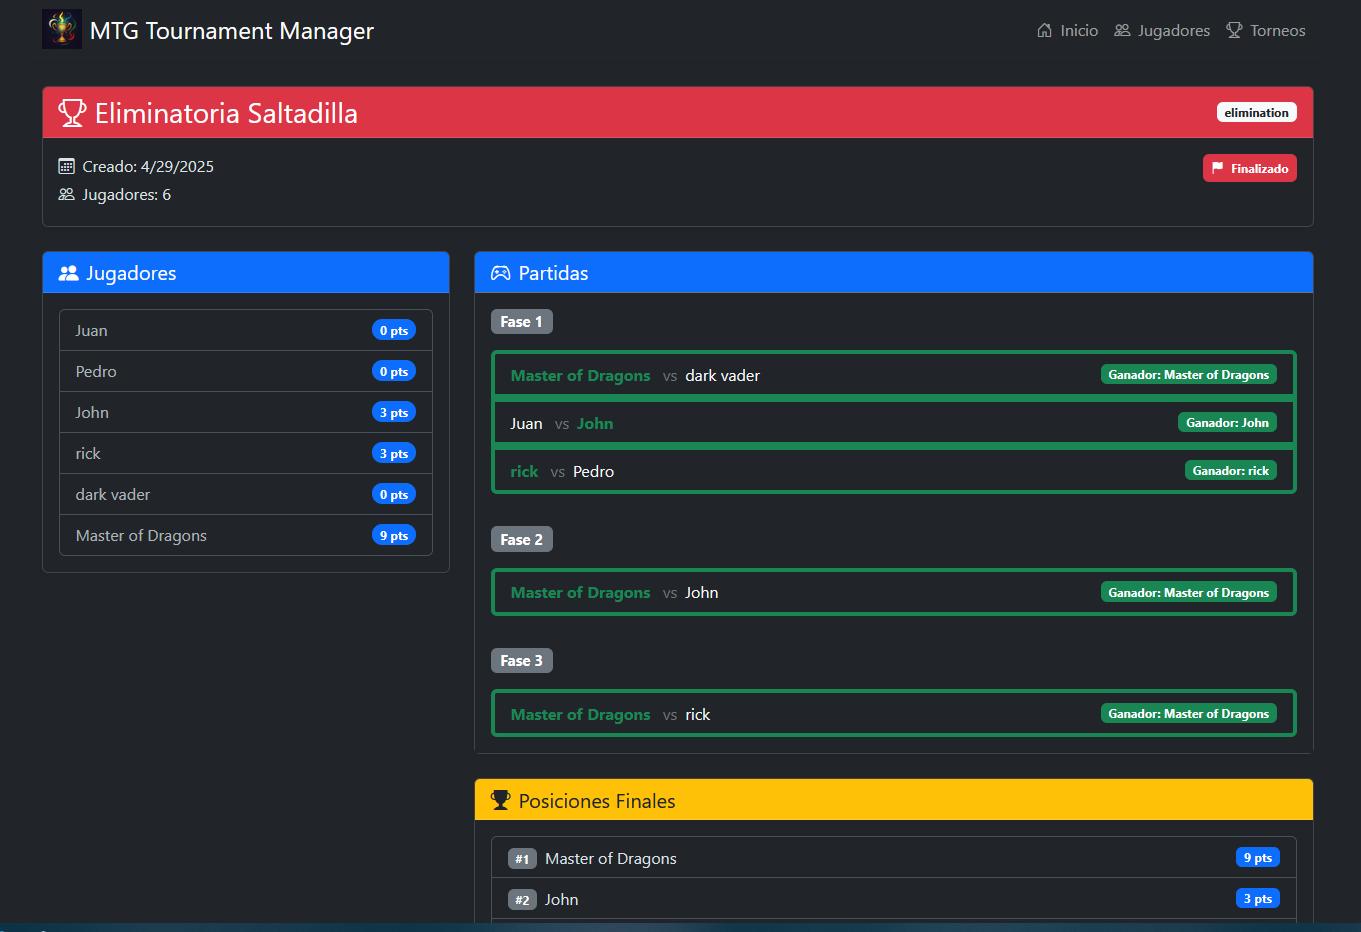 MTG Tournament Manager
Inicio Jugadores Torneos
Eliminatoria Saltadilla
elimination
Creado: 4/29/2025
Finalizado
Jugadores: 6
Jugadores
Juan 0 pts
Pedro 0 pts
John 3 pts
rick 3 pts
dark vader 0 pts
Master of Dragons 9 pts
Partidas
Fase 1
Master of Dragons vs dark vader Ganador: Master of Dragons
Juan vs John Ganador: John
rick vs Pedro Ganador: rick
Fase 2
Master of Dragons vs John Ganador: Master of Dragons
Fase 3
Master of Dragons vs rick Ganador: Master of Dragons
Posiciones Finales
#1 Master of Dragons 9 pts
#2 John 3 pts